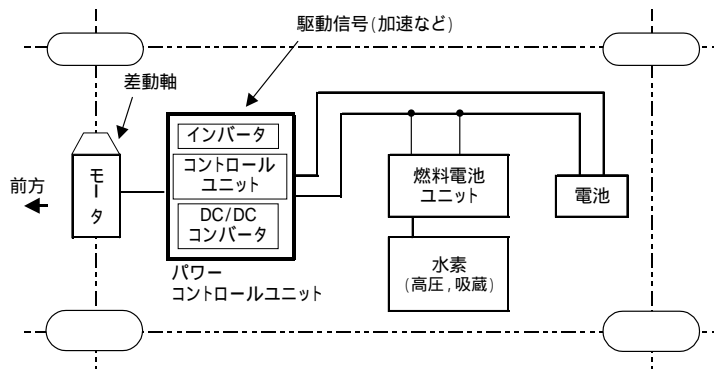 駆動信号(加速など)
差動軸
インバータ
コントロール
ユニット
DC/DC
コンバータ
パワー
コントロールユニット
前方
モータ
燃料電池
ユニット
電池
水素
(高圧,吸蔵)